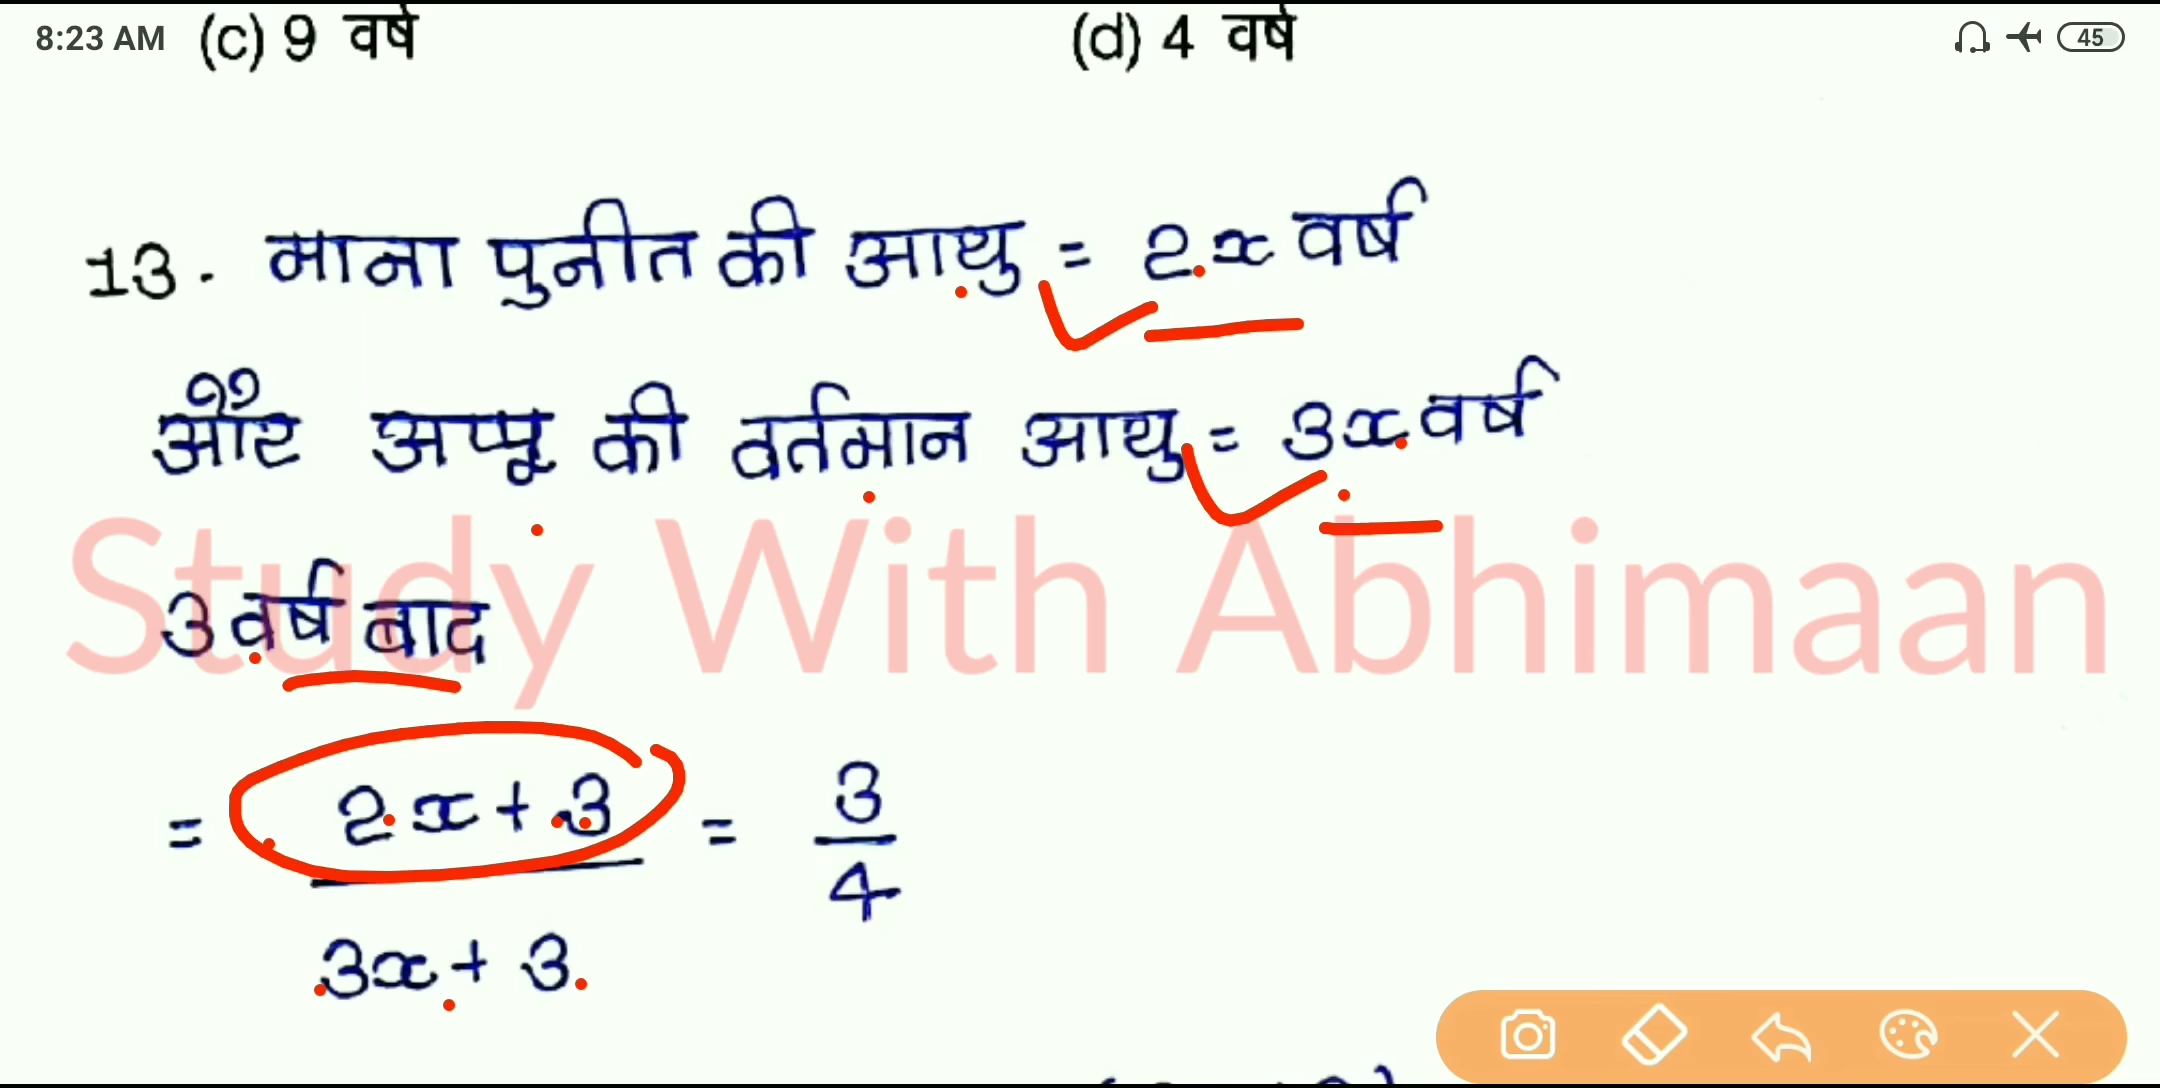 8:23 AM (c) 9 वर्ष (d) 4 वर्ष 45
13. माना पुनीत की आयु = 2x वर्ष
और अप्पू की वर्तमान आयु = 3x वर्ष
Study With Abhimaan
3 वर्ष बाद
= 2x + 3 = 3
4
3x + 3